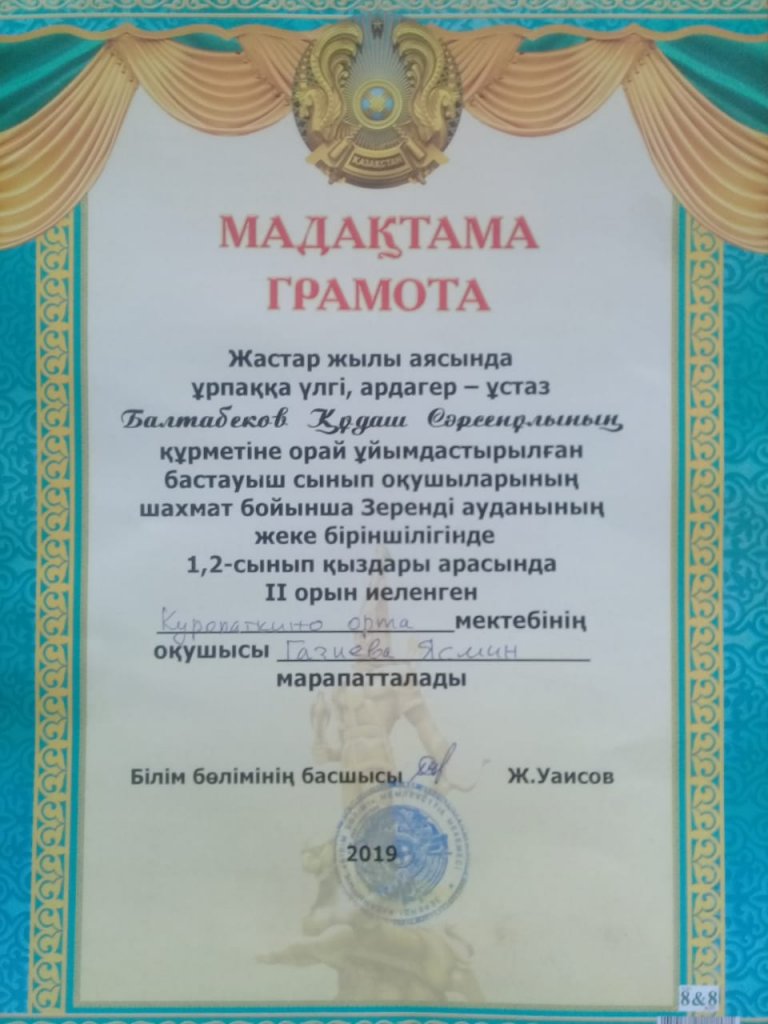 ҚАЗАҚСТАН
МАДАҚТАМА
ГРАМОТА
Жастар жылы аясында
ұрпаққа үлгі, ардагер – ұстаз
Балтабеков Құдаш Сәрсенұлының
құрметіне орай ұйымдастырылған
бастауыш сынып оқушыларының
шахмат бойынша Зеренді ауданының
жеке біріншілігінде
1,2-сынып қыздары арасында
II орын иеленген
Куропаткино орта мектебінің
оқушысы Газиева Ясмин
марапатталады
Білім бөлімінің басшысы Ж.Уаисов
2019
8&8